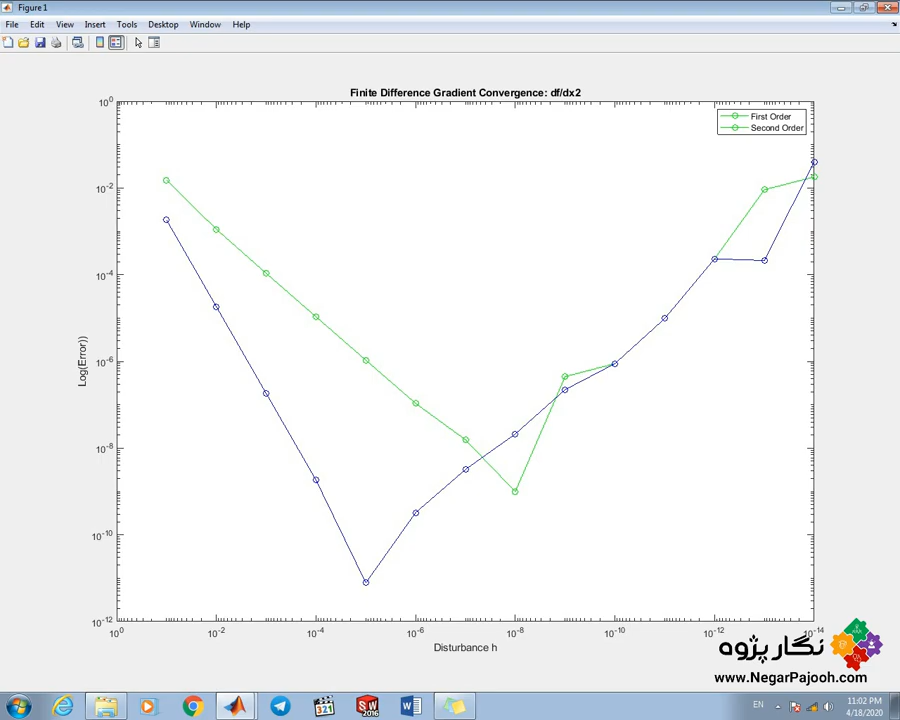 Figure 1
File Edit View Insert Tools Desktop Window Help
Finite Difference Gradient Convergence: df/dx2
First Order
Second Order
10^0
10^-2
10^-4
10^-6
10^-8
10^-10
10^-12
Log(Error))
10^0 10^-2 10^-4 10^-6 10^-8 10^-10 10^-12 10^-14
Disturbance h
نگار پژوه
www.NegarPajooh.com
321
SW
2016
W
EN
11:02 PM
4/18/2020